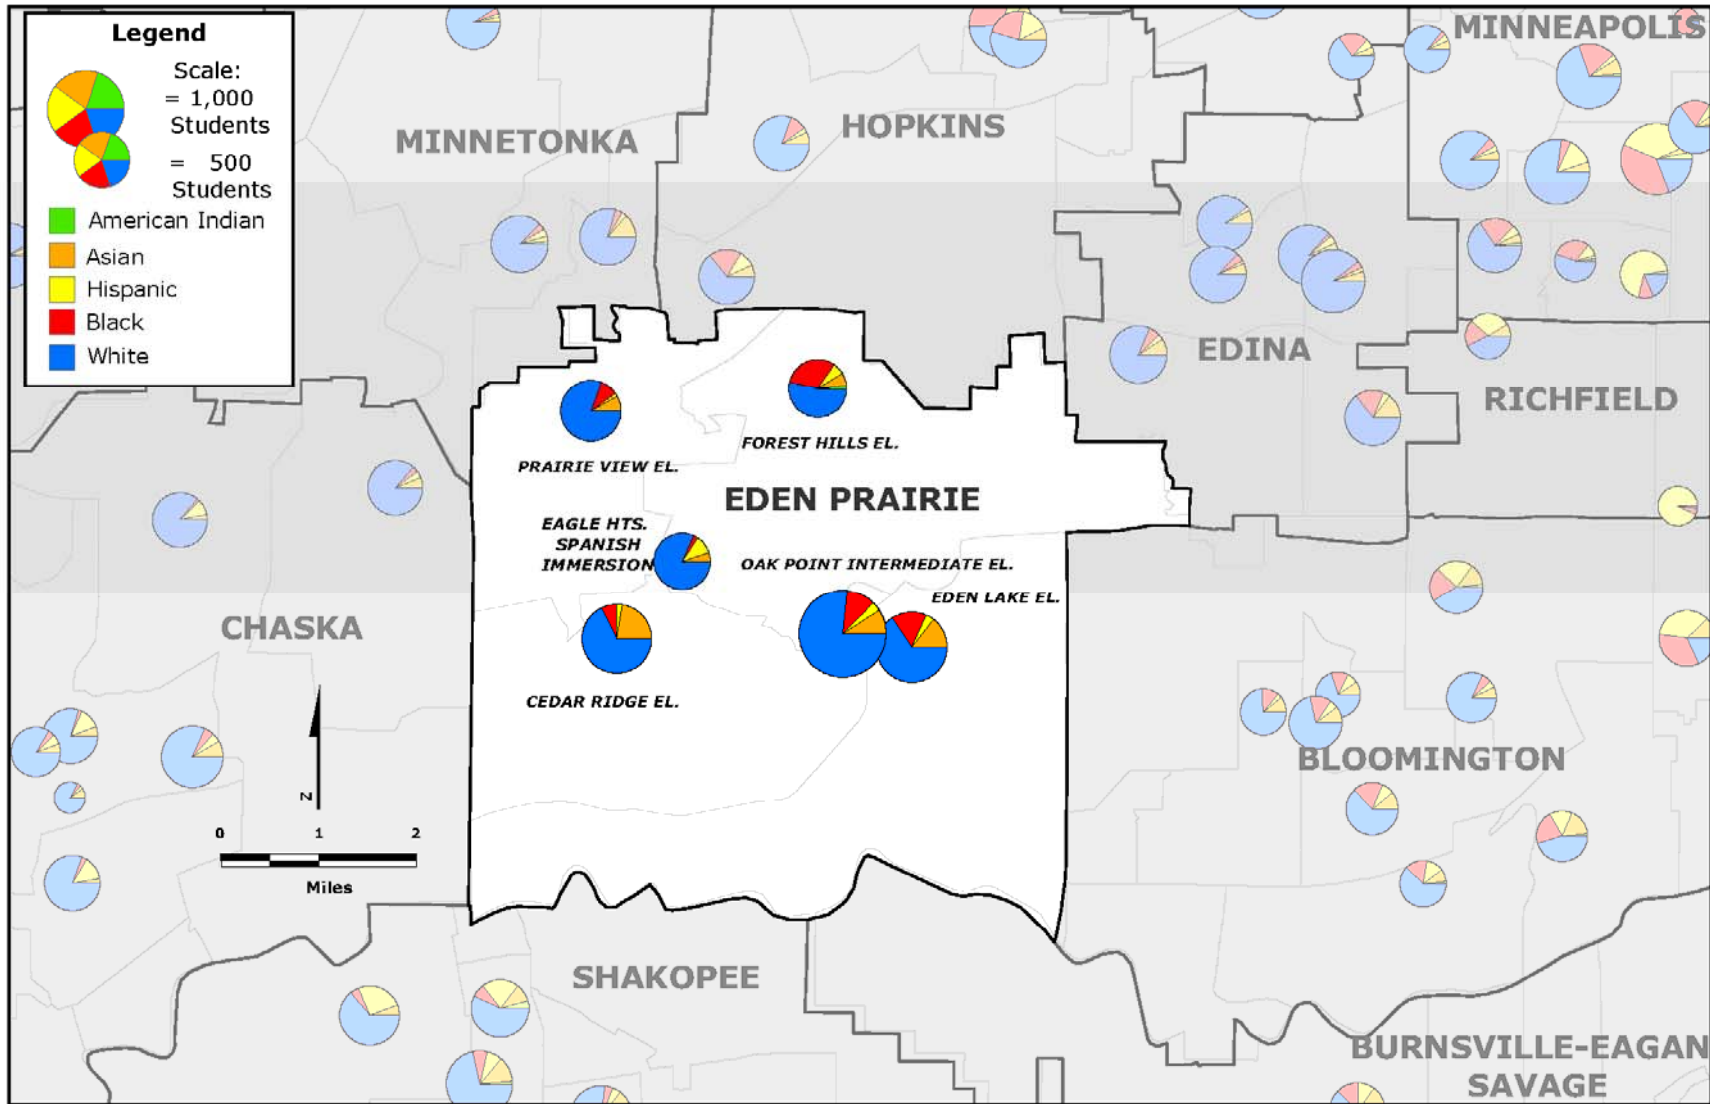 Legend
Scale:
= 1,000
Students
= 500
Students
American Indian
Asian
Hispanic
Black
White
MINNEAPOLIS
MINNETONKA
HOPKINS
EDINA
RICHFIELD
FOREST HILLS EL.
PRAIRIE VIEW EL.
EDEN PRAIRIE
EAGLE HTS.
SPANISH
IMMERSION
OAK POINT INTERMEDIATE EL.
EDEN LAKE EL.
CHASKA
CEDAR RIDGE EL.
BLOOMINGTON
N
0 1 2
Miles
SHAKOPEE
BURNSVILLE-EAGAN
SAVAGE